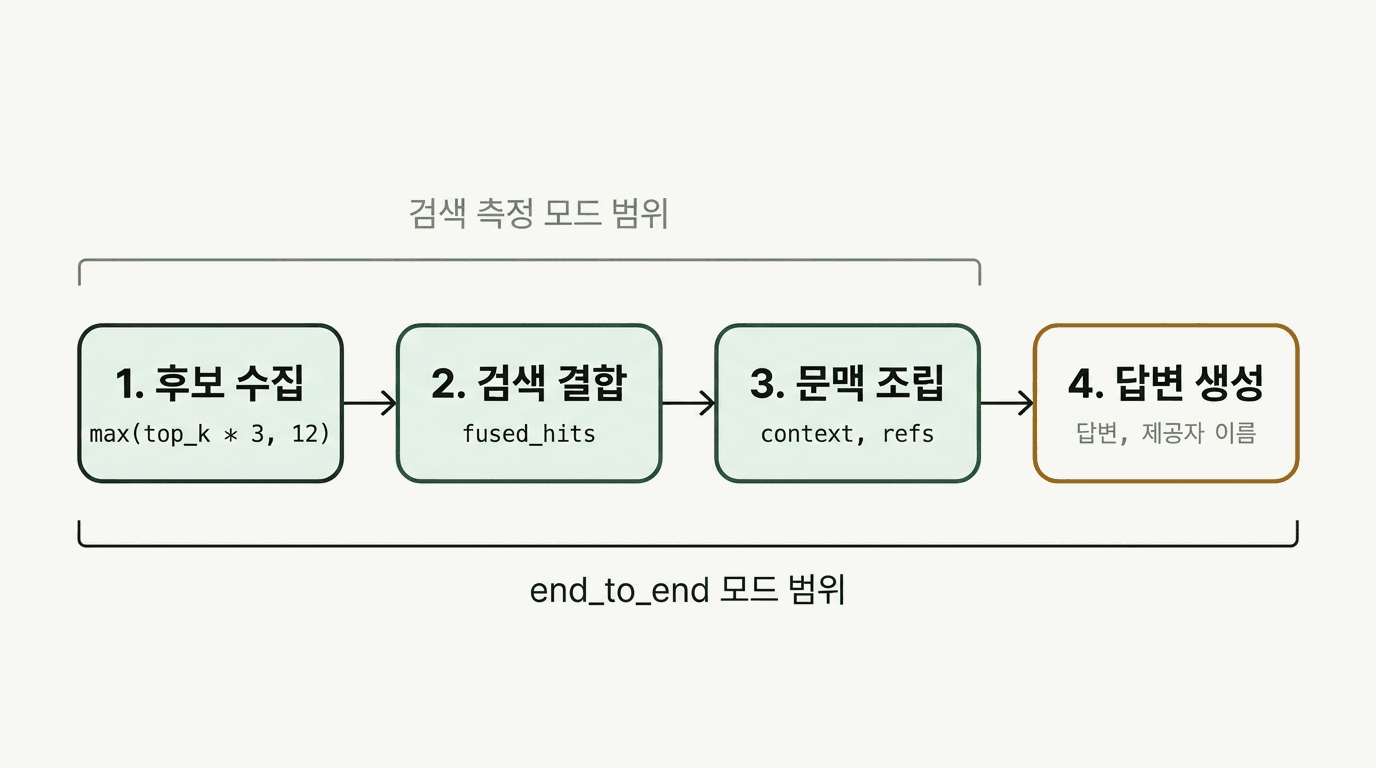 검색 측정 모드 범위
1. 후보 수집
max(top_k * 3, 12)
2. 검색 결합
fused_hits
3. 문맥 조립
context, refs
4. 답변 생성
답변, 제공자 이름
end_to_end 모드 범위